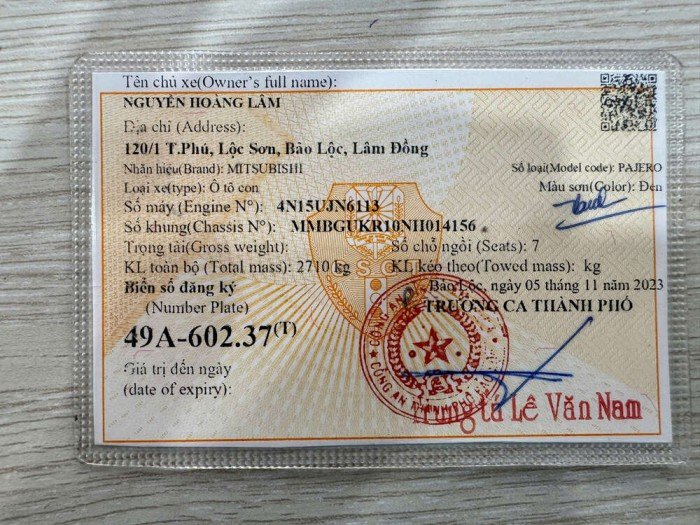 Tên chủ xe(Owner's full name):
NGUYỄN HOÀNG LÂM
Địa chỉ (Address):
120/1 T.Phú, Lộc Sơn, Bảo Lộc, Lâm Đồng
Nhãn hiệu(Brand): MITSUBISHI Số loại(Model code): PAJERO
Loại xe(type): Ô tô con Màu sơn(Color): Đen
Số máy (Engine N°): 4N15UJN6113
Số khung(Chassis N°): MMBGUKR10NH014156
Trọng tải(Gross weight): Số chỗ ngồi (Seats): 7
KL toàn bộ (Total mass): 2710 kg KL kéo theo(Towed mass): kg
Biển số đăng ký Bảo Lộc, ngày 05 tháng 11 năm 2023
(Number Plate) TRƯỞNG CA THÀNH PHỐ
49A-602.37(T)
Giá trị đến ngày
(date of expiry):
CÔNG AN THÀNH PHỐ
Trung tá Lê Văn Nam